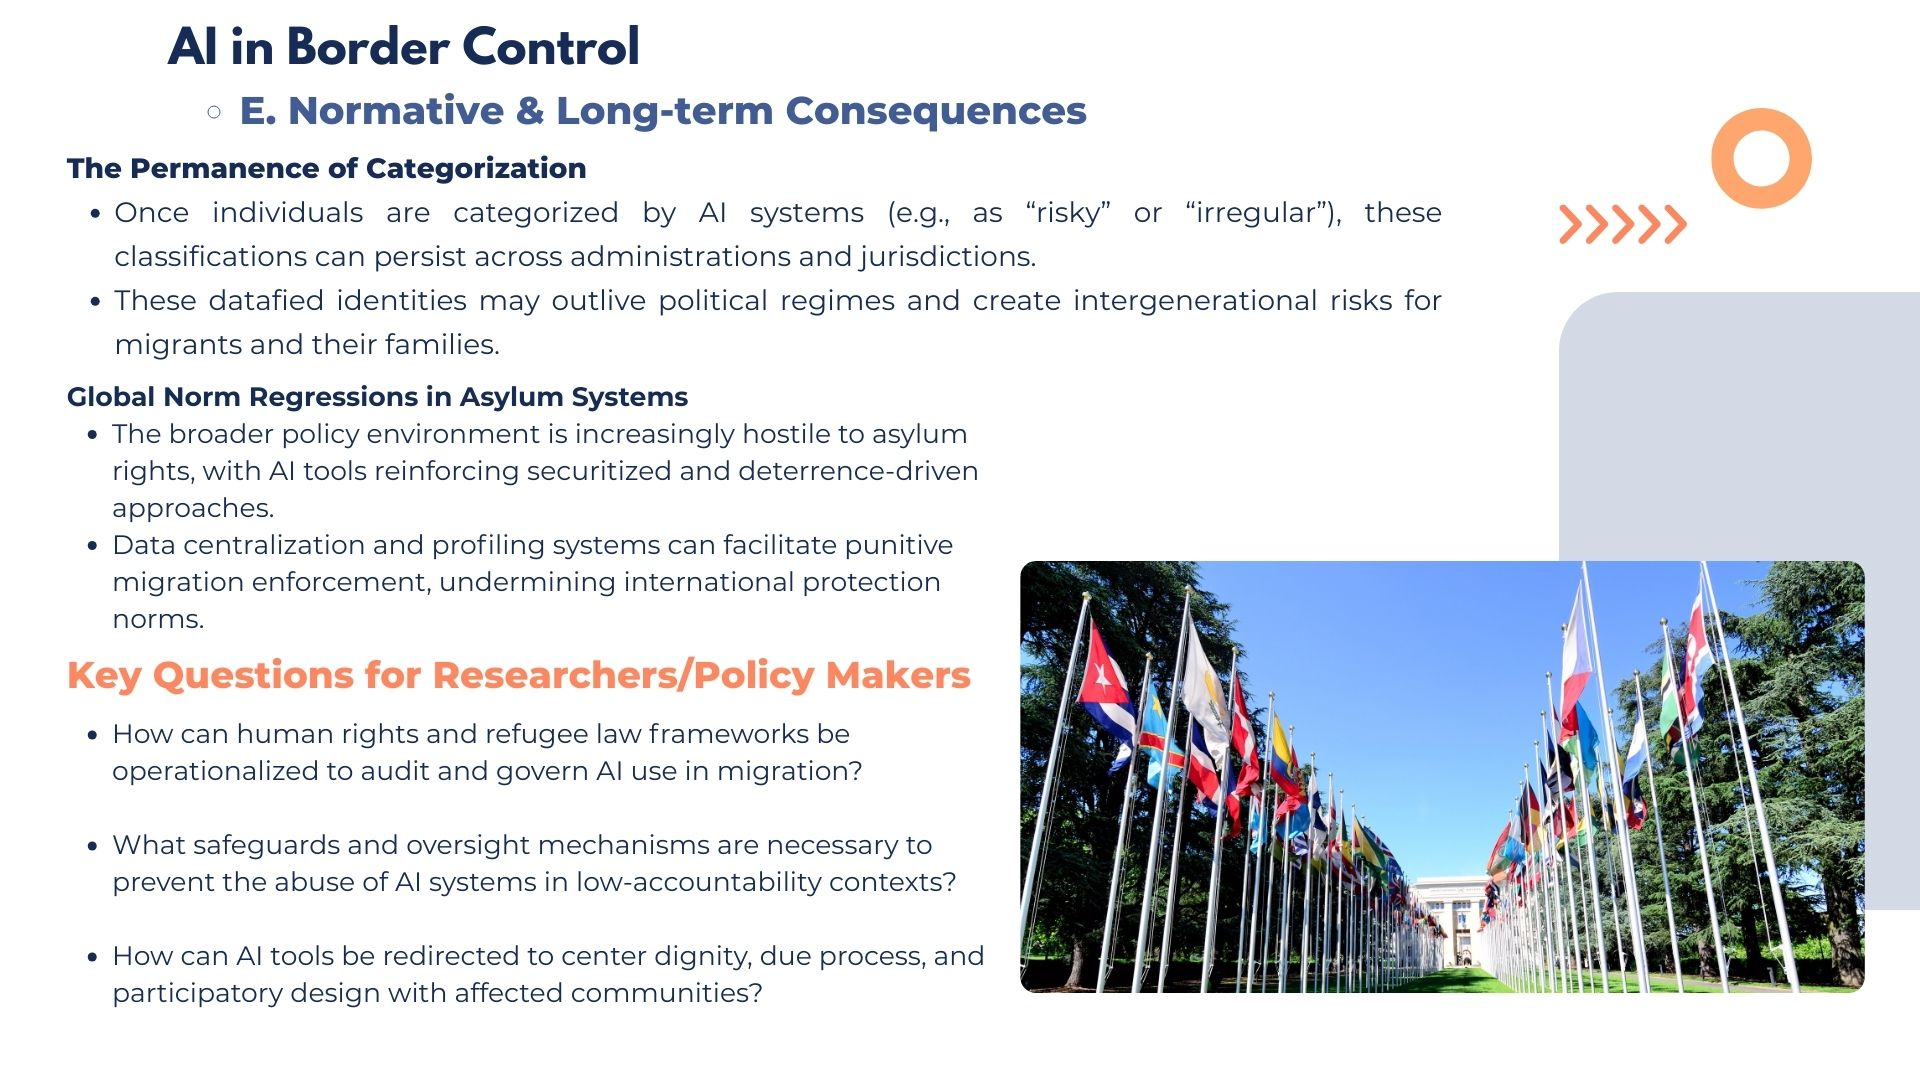 AI in Border Control
E. Normative & Long-term Consequences
The Permanence of Categorization
Once individuals are categorized by AI systems (e.g., as “risky” or “irregular”), these
classifications can persist across administrations and jurisdictions.
These datafied identities may outlive political regimes and create intergenerational risks for
migrants and their families.
Global Norm Regressions in Asylum Systems
The broader policy environment is increasingly hostile to asylum
rights, with AI tools reinforcing securitized and deterrence-driven
approaches.
Data centralization and profiling systems can facilitate punitive
migration enforcement, undermining international protection
norms.
Key Questions for Researchers/Policy Makers
How can human rights and refugee law frameworks be
operationalized to audit and govern AI use in migration?
What safeguards and oversight mechanisms are necessary to
prevent the abuse of AI systems in low-accountability contexts?
How can AI tools be redirected to center dignity, due process, and
participatory design with affected communities?